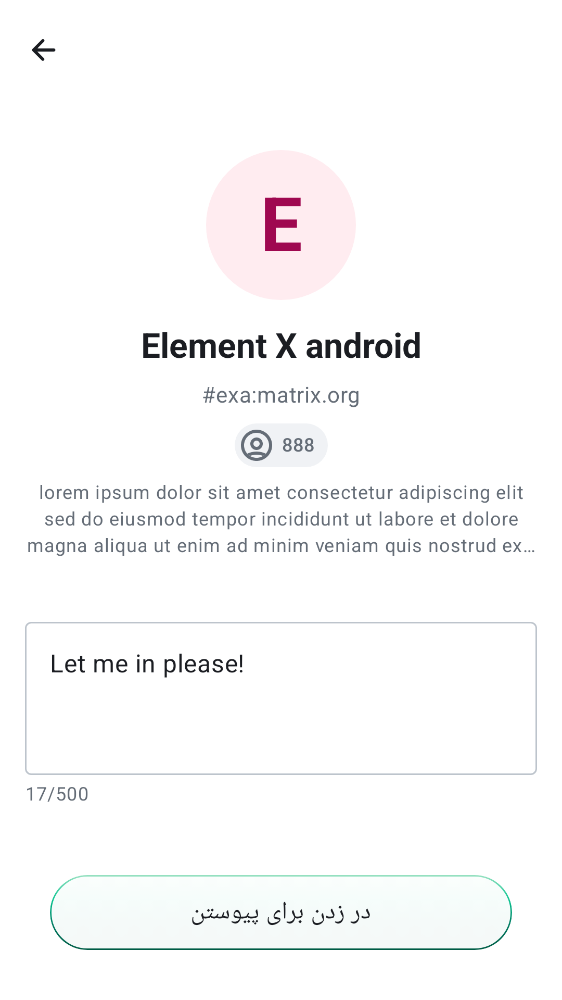 E
Element X android
#exa:matrix.org
888
lorem ipsum dolor sit amet consectetur adipiscing elit
sed do eiusmod tempor incididunt ut labore et dolore
magna aliqua ut enim ad minim veniam quis nostrud ex…
Let me in please!
17/500
در زدن برای پیوستن